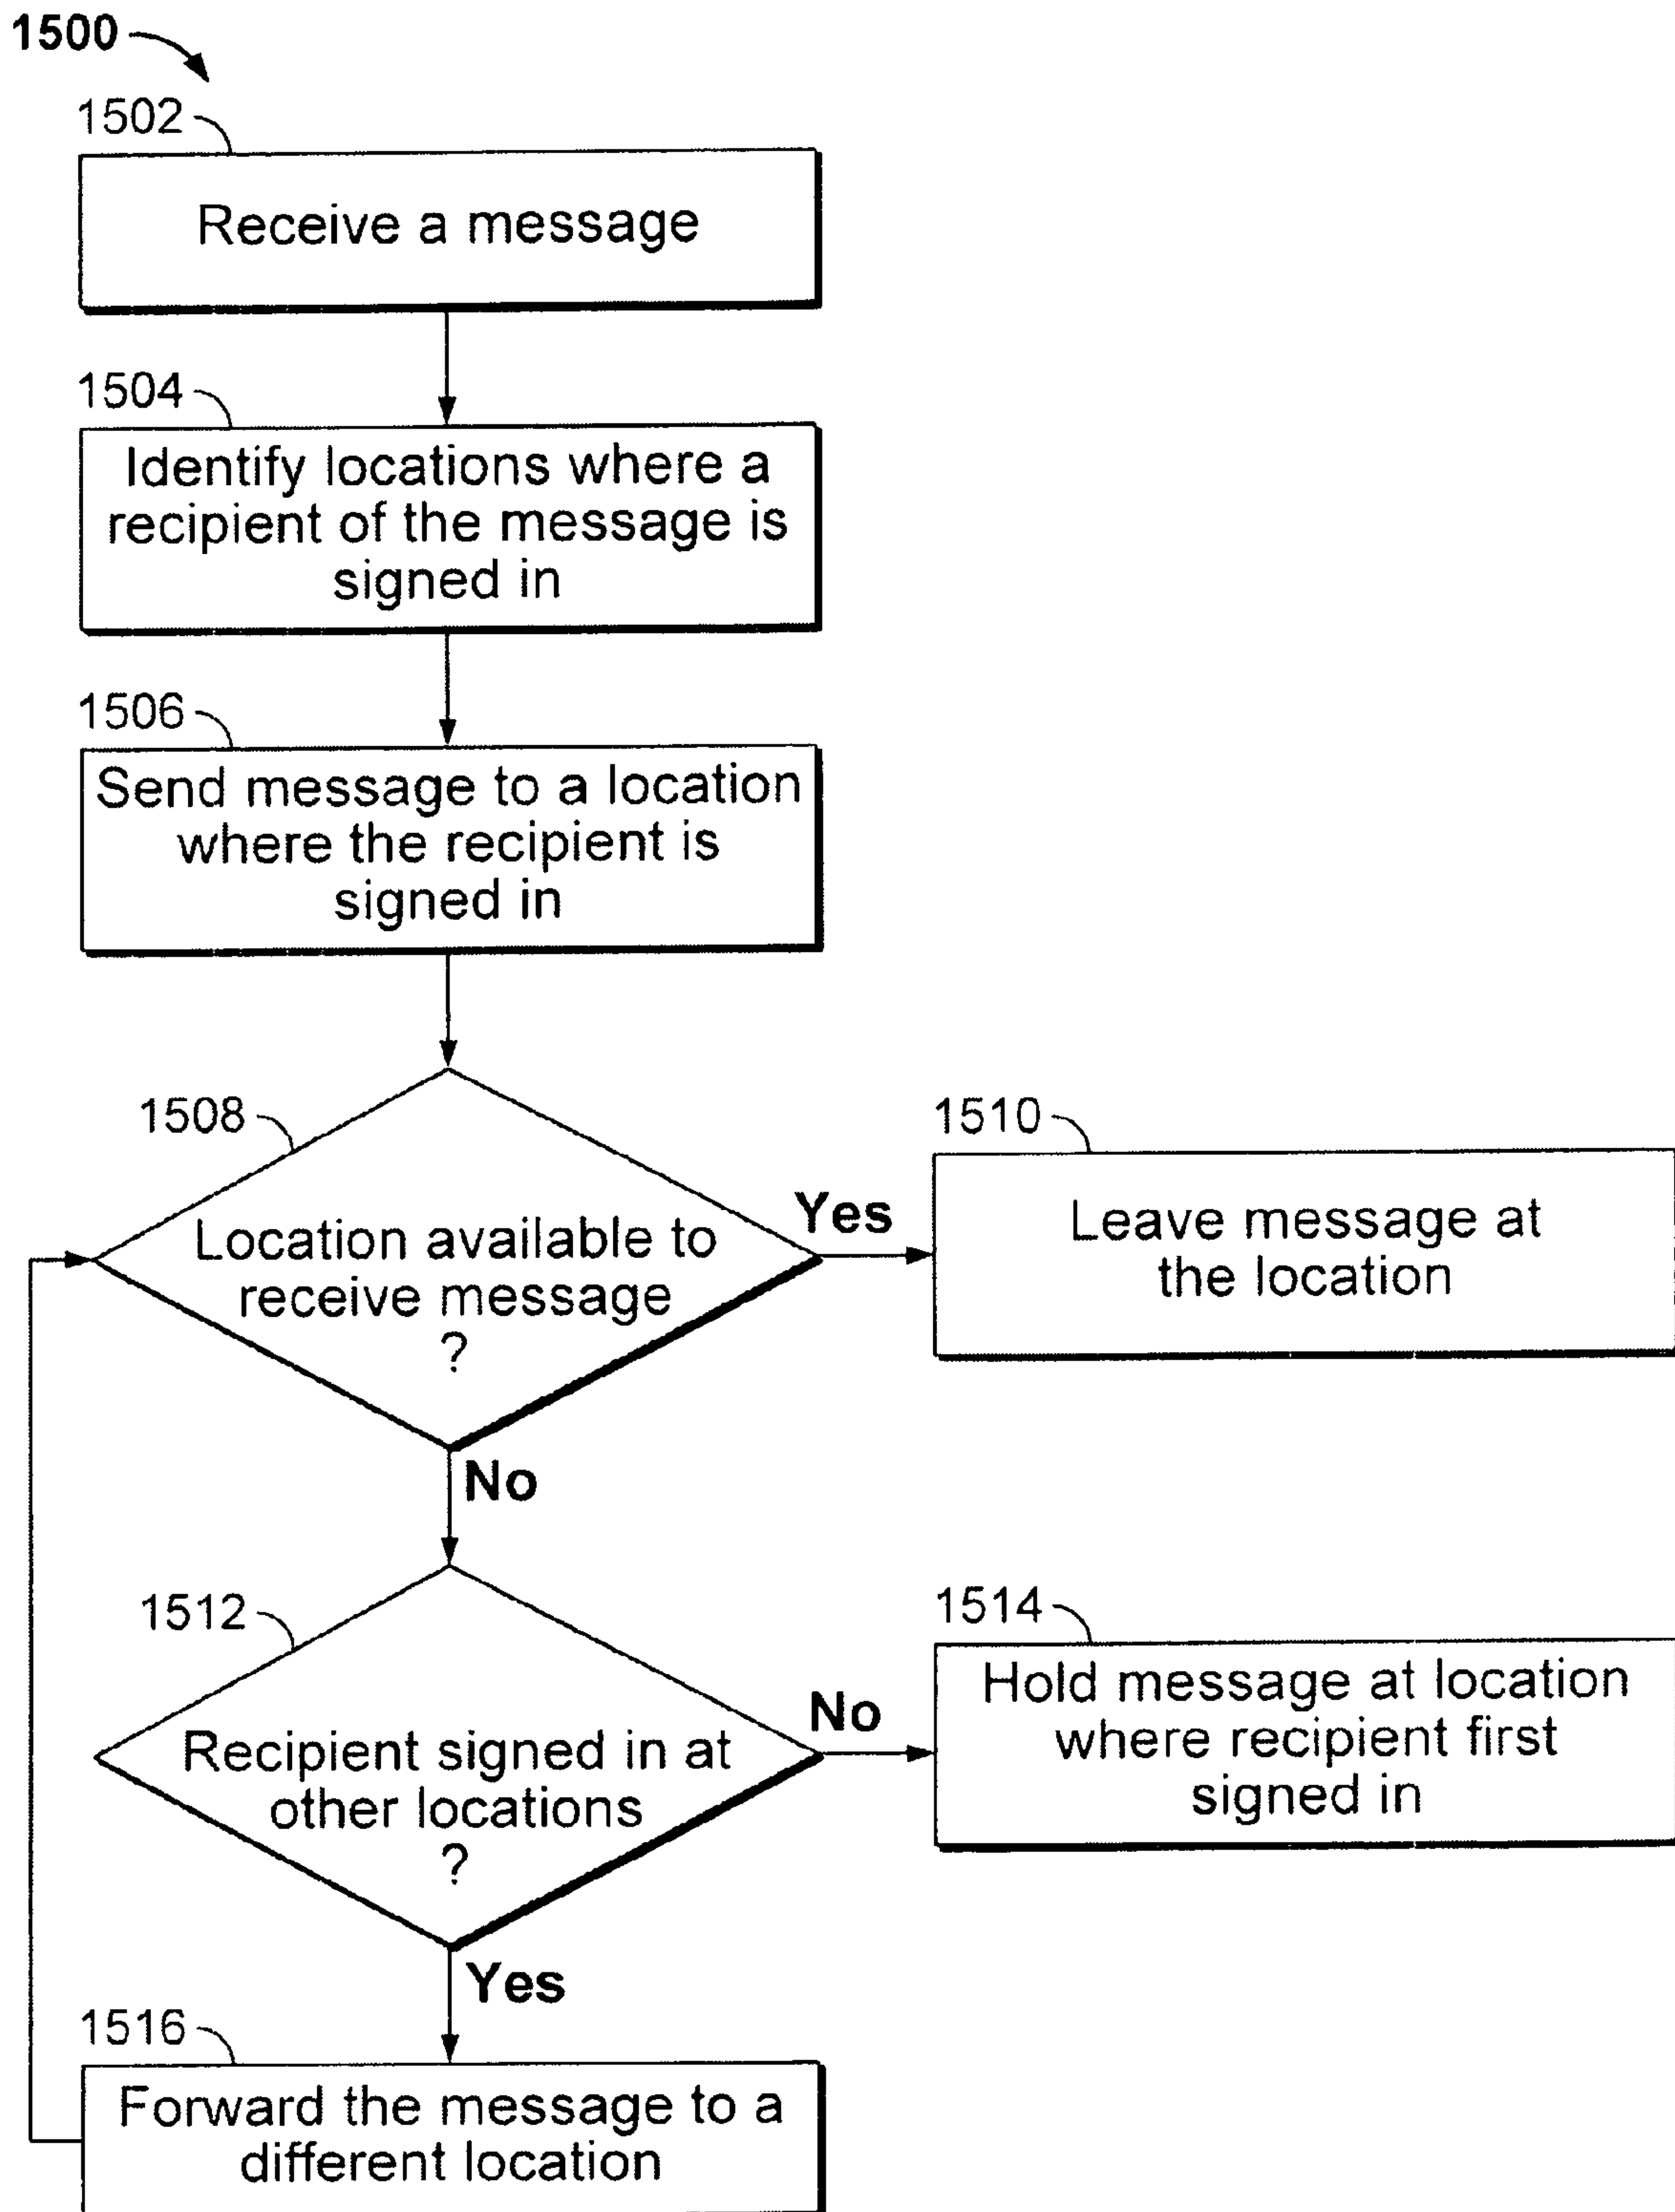 1500
1502
Receive a message
1504
Identify locations where a
recipient of the message is
signed in
1506
Send message to a location
where the recipient is
signed in
1508
Location available to
receive message
?
Yes
1510
Leave message at
the location
No
1512
Recipient signed in at
other locations
?
No
1514
Hold message at location
where recipient first
signed in
Yes
1516
Forward the message to a
different location